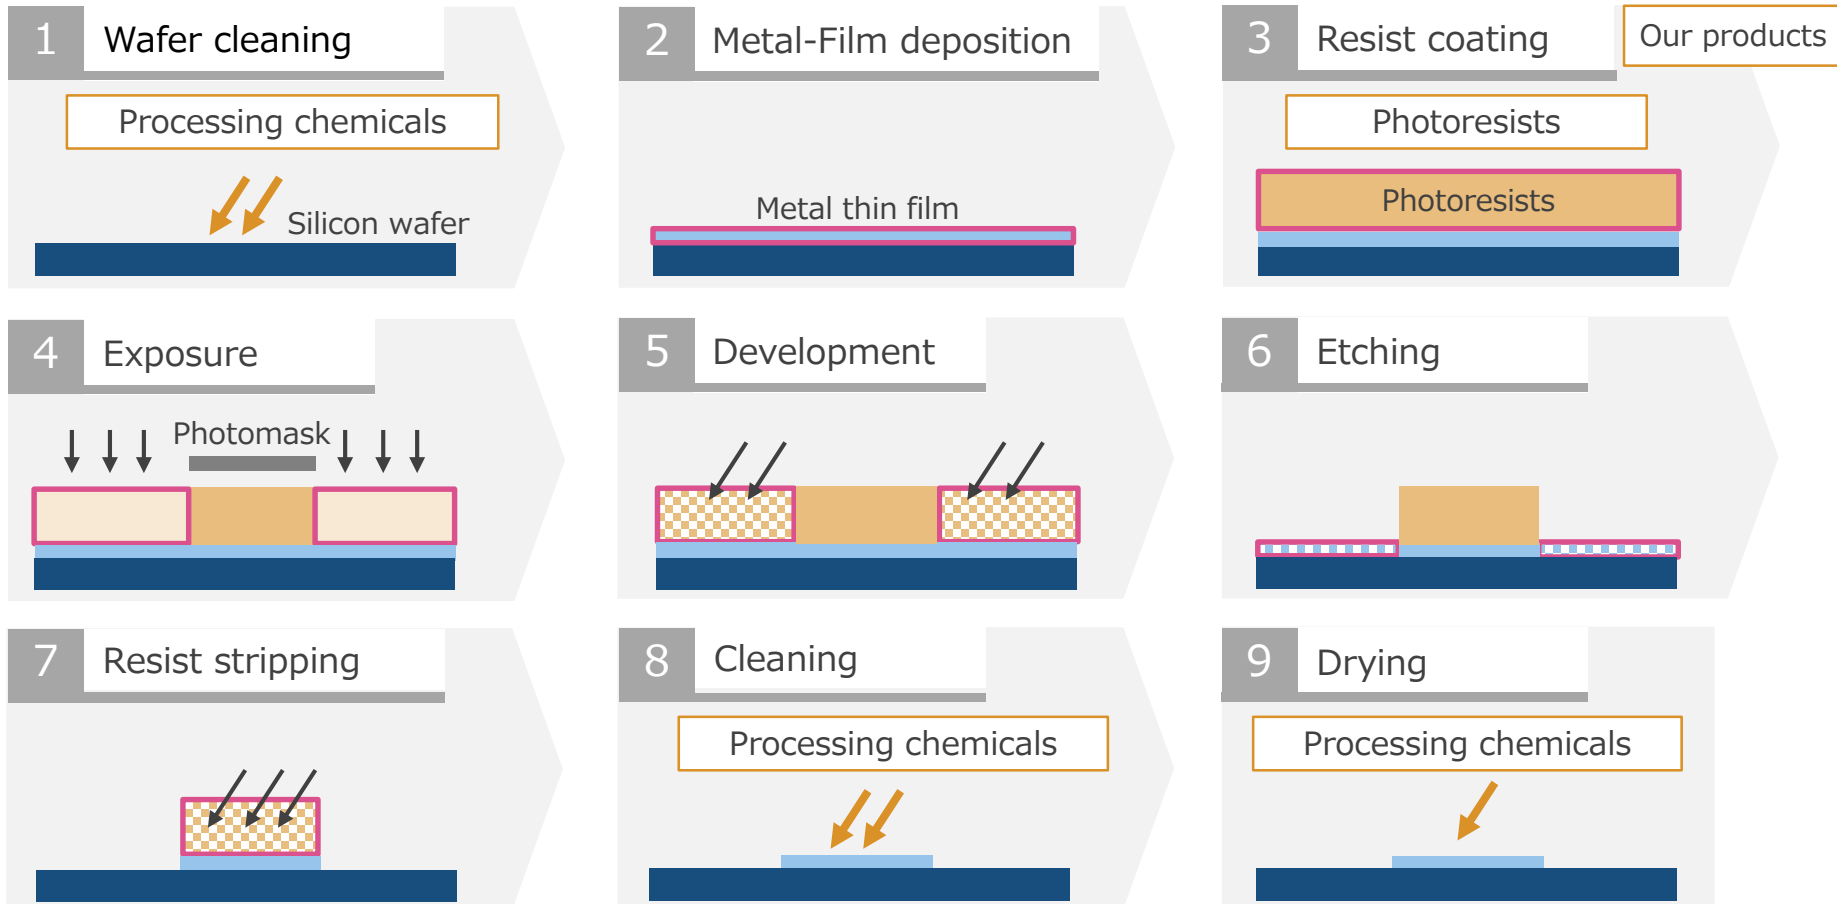 1 Wafer cleaning
Processing chemicals
Silicon wafer
2 Metal-Film deposition
Metal thin film
3 Resist coating
Our products
Photoresists
Photoresists
4 Exposure
Photomask
5 Development
6 Etching
7 Resist stripping
8 Cleaning
Processing chemicals
9 Drying
Processing chemicals